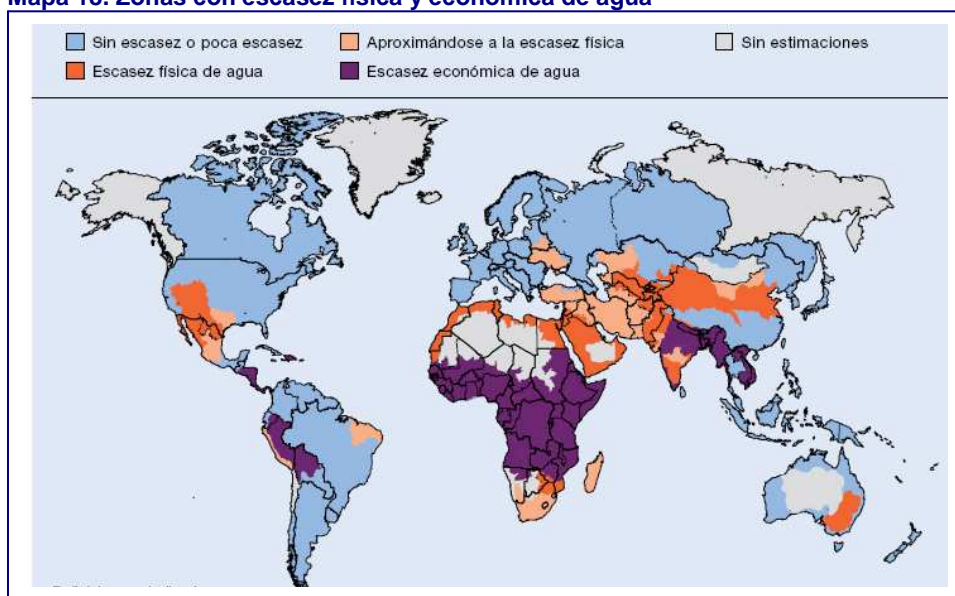 Mapa 16. Zonas con escasez física y económica de agua
Sin escasez o poca escasez Aproximándose a la escasez física Sin estimaciones
Escasez física de agua Escasez económica de agua